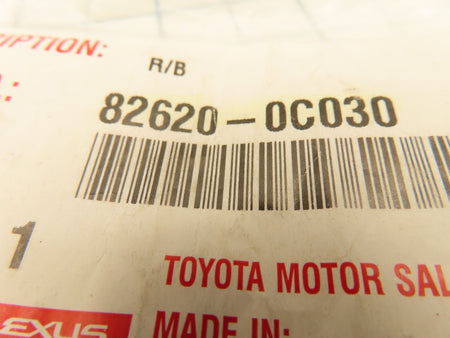 RIPTION:
R/B
.:
82620-0C030
1
TOYOTA MOTOR SAL
EXUS
MADE IN: